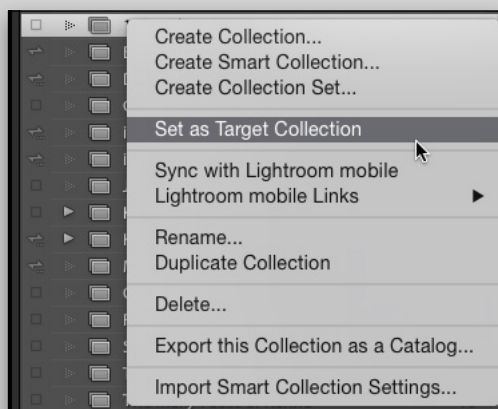 Create Collection...
Create Smart Collection...
Create Collection Set...
Set as Target Collection
Sync with Lightroom mobile
Lightroom mobile Links
Rename...
Duplicate Collection
Delete...
Export this Collection as a Catalog...
Import Smart Collection Settings...